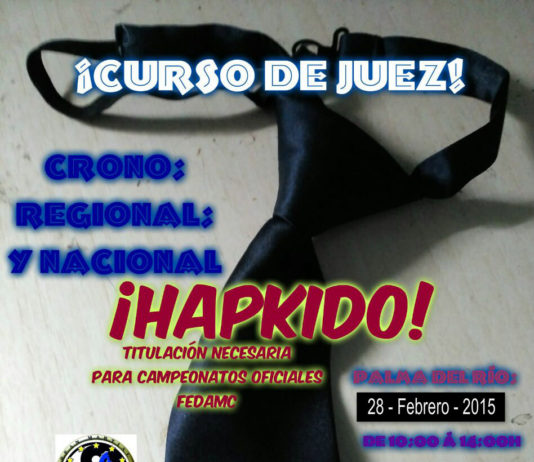 ¡CURSO DE JUEZ!
CRONO;
REGIONAL;
Y NACIONAL
¡HAPKIDO!
TITULACIÓN NECESARIA
PARA CAMPEONATOS OFICIALES
FEDAMC
PALMA DEL RÍO;
28 - Febrero - 2015
DE 10:00 Á 14:00H